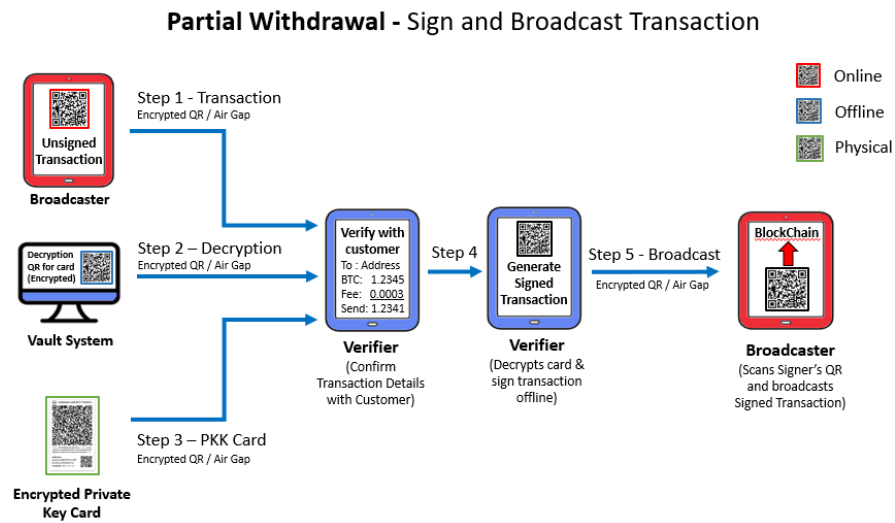 Partial Withdrawal - Sign and Broadcast Transaction
Online
Offline
Physical
Unsigned
Transaction
Broadcaster
Step 1 - Transaction
Encrypted QR / Air Gap
Decryption
QR for card
(Encrypted)
Vault System
Step 2 – Decryption
Encrypted QR / Air Gap
Encrypted Private
Key Card
Step 3 – PKK Card
Encrypted QR / Air Gap
Verify with
customer
To : Address
BTC: 1.2345
Fee: 0.0003
Send: 1.2341
Verifier
(Confirm
Transaction Details
with Customer)
Step 4
Generate
Signed
Transaction
Verifier
(Decrypts card &
sign transaction
offline)
Step 5 - Broadcast
Encrypted QR / Air Gap
BlockChain
Broadcaster
(Scans Signer's QR
and broadcasts
Signed Transaction)